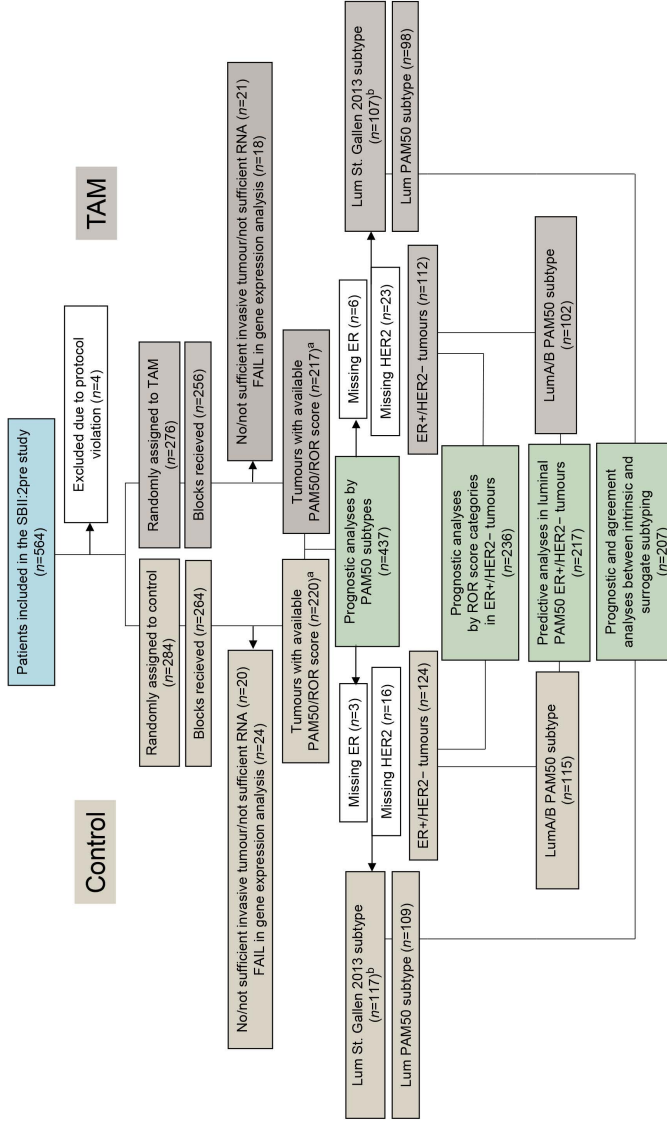 Patients included in the SBII:2pre study
(n=564)
Excluded due to protocol
violation (n=4)
Control
TAM
Randomly assigned to control
(n=284)
Randomly assigned to TAM
(n=276)
Blocks recieved (n=264)
Blocks recieved (n=256)
No/not sufficient invasive tumour/not sufficient RNA (n=20)
FAIL in gene expression analysis (n=24)
No/not sufficient invasive tumour/not sufficient RNA (n=21)
FAIL in gene expression analysis (n=18)
Tumours with available
PAM50/ROR score (n=220)a
Tumours with available
PAM50/ROR score (n=217)a
Prognostic analyses by
PAM50 subtypes
(n=437)
Missing ER (n=3)
Missing HER2 (n=16)
Missing ER (n=6)
Missing HER2 (n=23)
Lum St. Gallen 2013 subtype
(n=117)b
Lum PAM50 subtype (n=109)
Lum St. Gallen 2013 subtype
(n=107)b
Lum PAM50 subtype (n=98)
ER+/HER2− tumours (n=124)
ER+/HER2− tumours (n=112)
Prognostic analyses
by ROR score categories
in ER+/HER2− tumours
(n=236)
LumA/B PAM50 subtype
(n=115)
LumA/B PAM50 subtype
(n=102)
Predictive analyses in luminal
PAM50 ER+/HER2− tumours
(n=217)
Prognostic and agreement
analyses between intrinsic and
surrogate subtyping
(n=207)